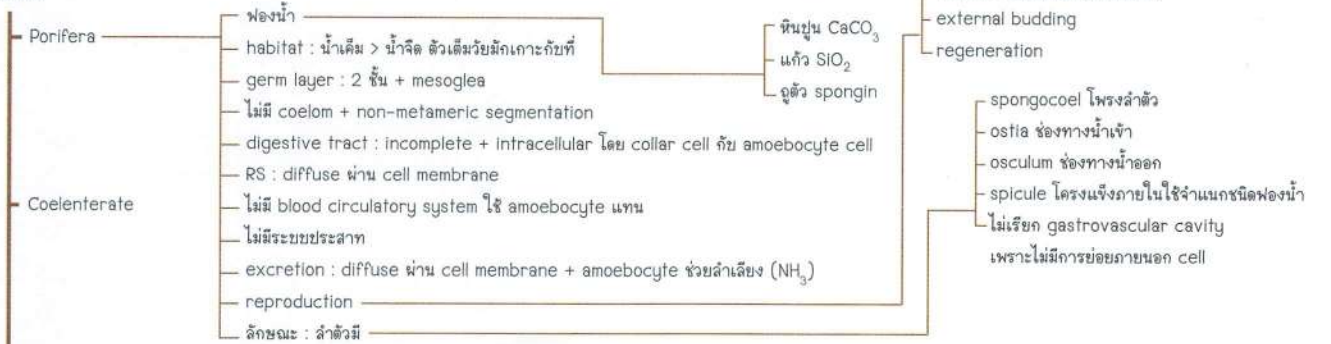 Porifera
ฟองน้ำ
habitat : น้ำเค็ม > น้ำจืด ตัวเต็มวัยมักเกาะกับที่
germ layer : 2 ชั้น + mesoglea
ไม่มี coelom + non-metameric segmentation
digestive tract : incomplete + intracellular โดย collar cell กับ amoebocyte cell
RS : diffuse ผ่าน cell membrane
ไม่มี blood circulatory system ใช้ amoebocyte แทน
ไม่มีระบบประสาท
excretion : diffuse ผ่าน cell membrane + amoebocyte ช่วยลำเลียง (NH₃)
reproduction
ลักษณะ : ลำตัวมี
หินปูน CaCO₃
แก้ว SiO₂
ถูตัว spongin
external budding
regeneration
spongocoel โพรงลำตัว
ostia ช่องทางน้ำเข้า
osculum ช่องทางน้ำออก
spicule โครงแข็งภายในใช้จำแนกชนิดฟองน้ำ
ไม่เรียก gastrovascular cavity
เพราะไม่มีการย่อยภายนอก cell
Coelenterate